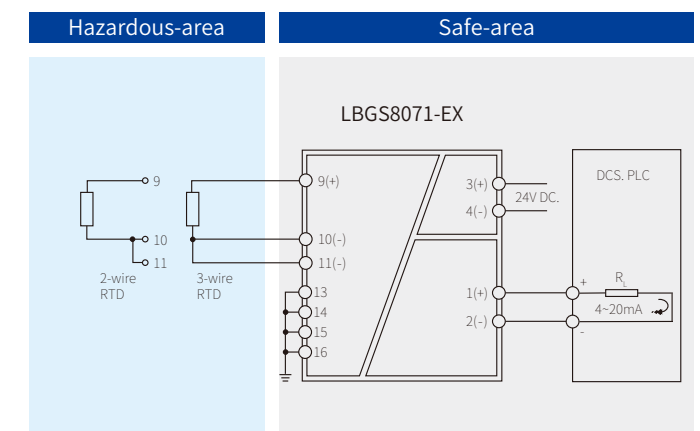 Hazardous-area
Safe-area
LBGS8071-EX
9
10
11
2-wire
RTD
3-wire
RTD
9(+)
10(-)
11(-)
13
14
15
16
3(+)
4(-)
24V DC.
1(+)
2(-)
DCS. PLC
+
RL
4~20mA
-